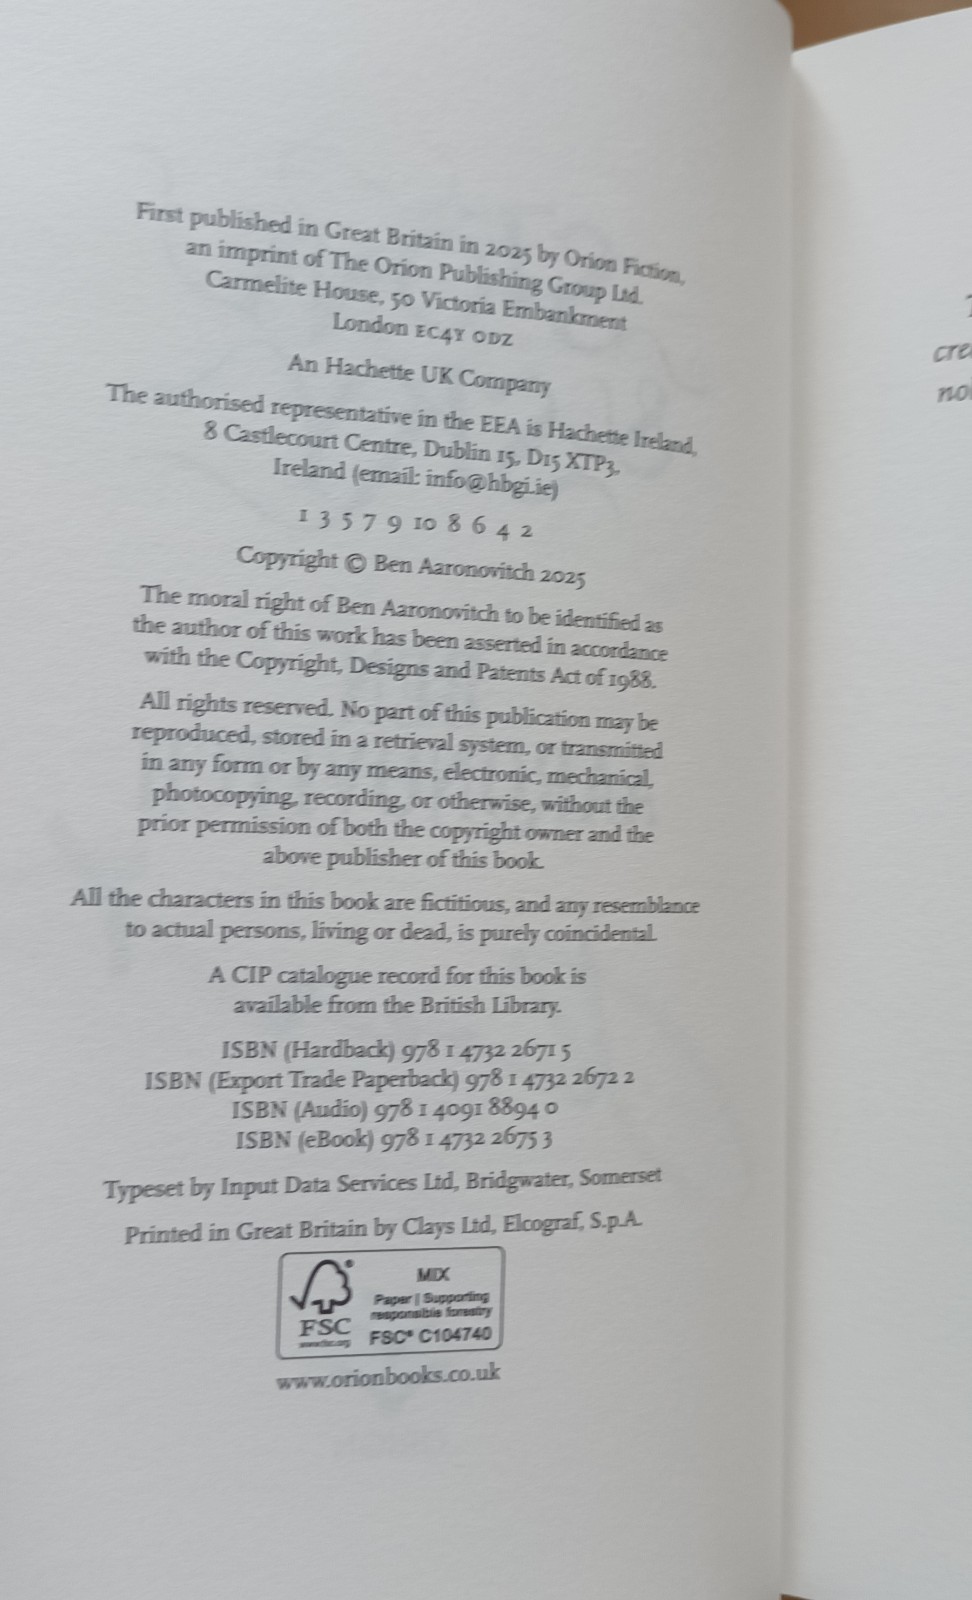 First published in Great Britain in 2025 by Orion Fiction,
an imprint of The Orion Publishing Group Ltd.
Carmelite House, 50 Victoria Embankment
London EC4Y 0DZ
An Hachette UK Company
The authorised representative in the EEA is Hachette Ireland,
8 Castlecourt Centre, Dublin 15, D15 XTP3,
Ireland (email: info@hbgi.ie)
1 3 5 7 9 10 8 6 4 2
Copyright © Ben Aaronovitch 2025
The moral right of Ben Aaronovitch to be identified as
the author of this work has been asserted in accordance
with the Copyright, Designs and Patents Act of 1988.
All rights reserved. No part of this publication may be
reproduced, stored in a retrieval system, or transmitted
in any form or by any means, electronic, mechanical,
photocopying, recording, or otherwise, without the
prior permission of both the copyright owner and the
above publisher of this book.
All the characters in this book are fictitious, and any resemblance
to actual persons, living or dead, is purely coincidental.
A CIP catalogue record for this book is
available from the British Library.
ISBN (Hardback) 978 1 4732 2671 5
ISBN (Export Trade Paperback) 978 1 4732 2672 2
ISBN (Audio) 978 1 4091 8894 0
ISBN (eBook) 978 1 4732 2675 3
Typeset by Input Data Services Ltd, Bridgwater, Somerset
Printed in Great Britain by Clays Ltd, Elcograf, S.p.A.
MIX
Paper | Supporting
responsible forestry
FSC
www.fsc.org
FSC® C104740
www.orionbooks.co.uk